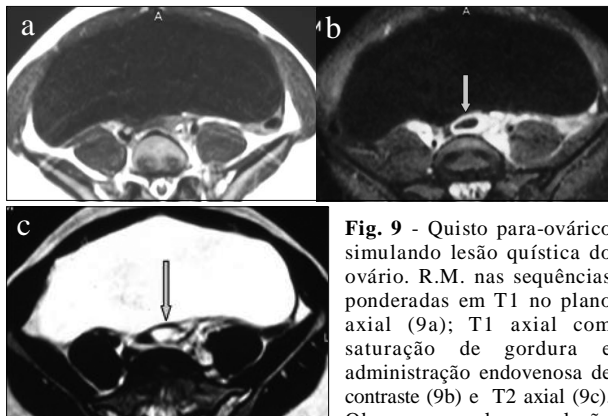 a
A
b
A
c
Fig. 9 - Quisto para-ovárico
simulando lesão quística do
ovário. R.M. nas sequências
ponderadas em T1 no plano
axial (9a); T1 axial com
saturação de gordura e
administração endovenosa de
contraste (9b) e T2 axial (9c)